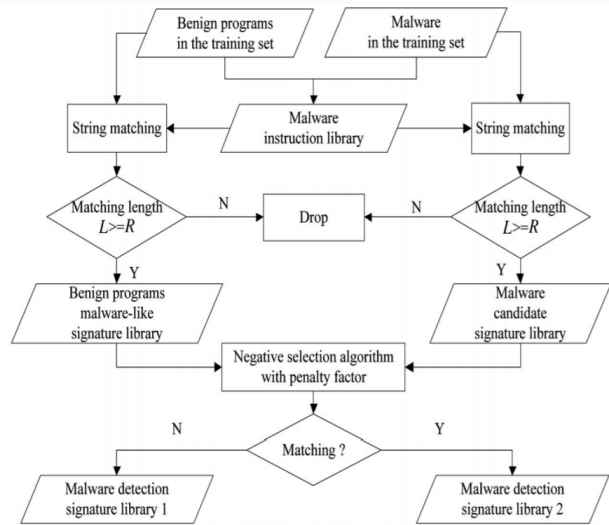 Benign programs
in the training set
Malware
in the training set
String matching
Malware
instruction library
String matching
Matching length
L>=R
N
Drop
N
Matching length
L>=R
Y
Y
Benign programs
malware-like
signature library
Malware
candidate
signature library
Negative selection algorithm
with penalty factor
N
Matching ?
Y
Malware detection
signature library 1
Malware detection
signature library 2